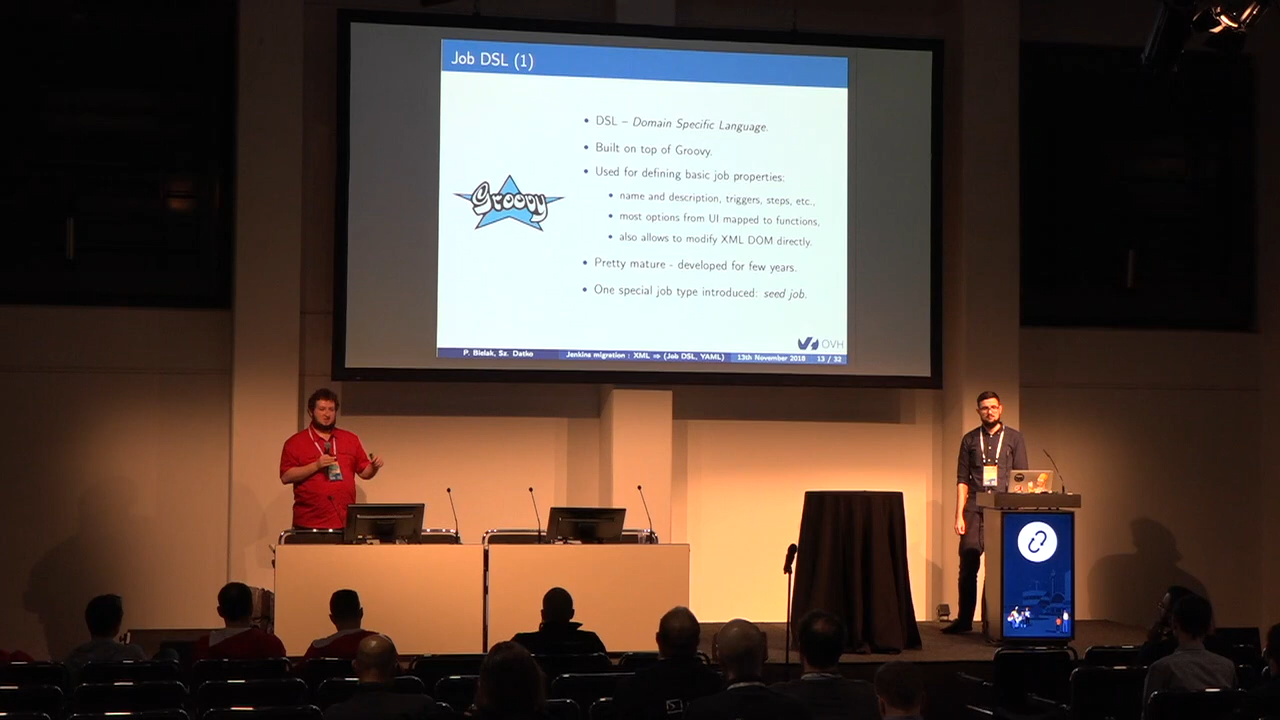 Job DSL (1)
• DSL – Domain Specific Language.
• Built on top of Groovy.
• Used for defining basic job properties:
• name and description, triggers, steps, etc.,
• most options from UI mapped to functions,
• also allows to modify XML DOM directly.
• Pretty mature - developed for few years.
• One special job type introduced: seed job.
Groovy
OVH
P. Bielak, Sz. Datko Jenkins migration : XML ⇒ (Job DSL, YAML) 13th November 2018 13 / 32